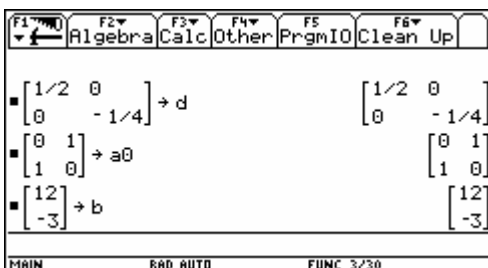 F1 F2 F3 F4 F5 F6
Algebra Calc Other PrgmIO Clean Up
[1/2 0] [1/2 0]
[0 -1/4] → d [0 -1/4]
[0 1] [0 1]
[1 0] → a0 [1 0]
[12] [12]
[-3] → b [-3]
MAIN RAD AUTO FUNC 3/30